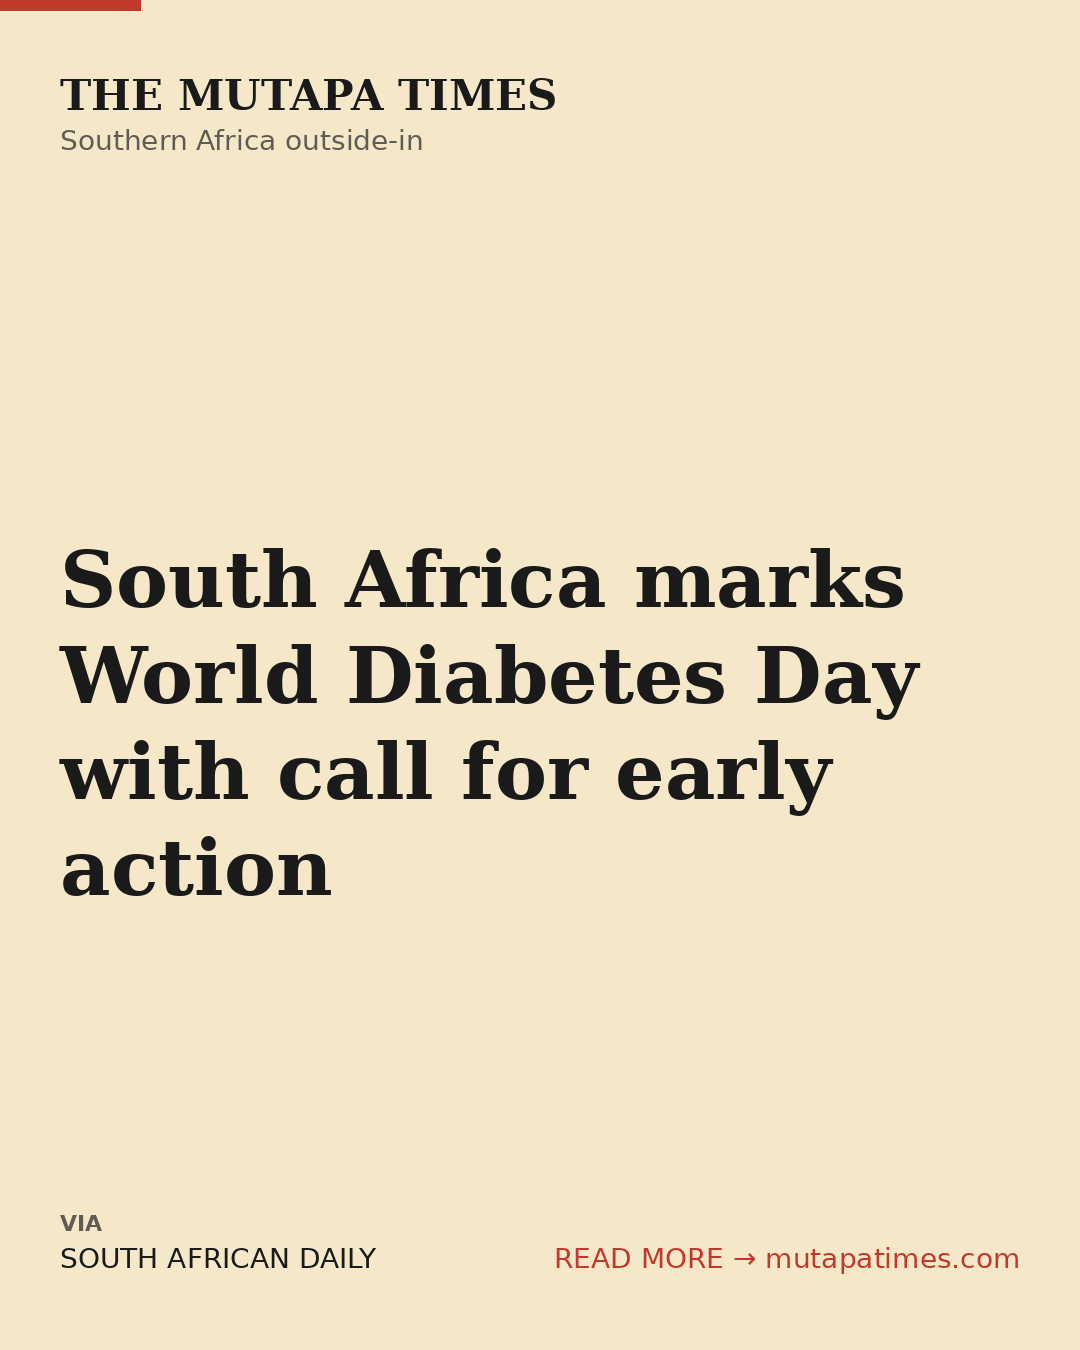 THE MUTAPA TIMES
Southern Africa outside-in
South Africa marks
World Diabetes Day
with call for early
action
VIA
SOUTH AFRICAN DAILY
READ MORE → mutapatimes.com